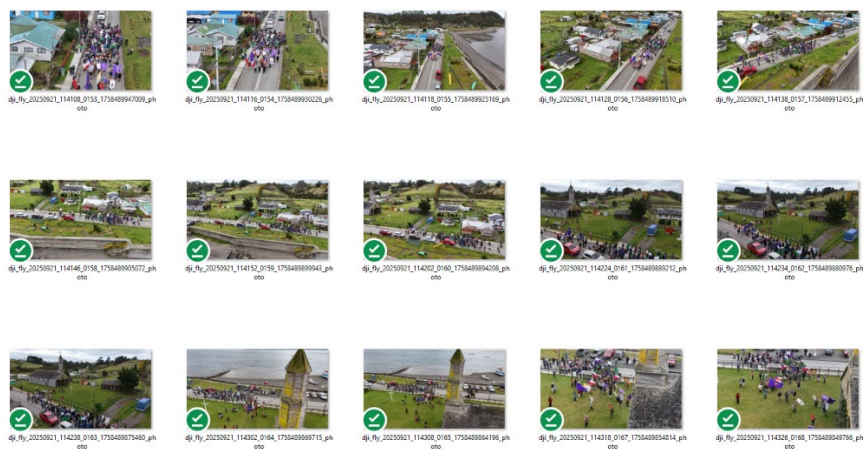 dji_fly_20250921_114108_0153_1758489947009_ph
oto
dji_fly_20250921_114116_0154_1758489930226_ph
oto
dji_fly_20250921_114118_0155_1758489925169_ph
oto
dji_fly_20250921_114128_0156_1758489918510_ph
oto
dji_fly_20250921_114138_0157_1758489912455_ph
oto
dji_fly_20250921_114146_0158_1758489905072_ph
oto
dji_fly_20250921_114152_0159_1758489899943_ph
oto
dji_fly_20250921_114202_0160_1758489894208_ph
oto
dji_fly_20250921_114224_0161_1758489889212_ph
oto
dji_fly_20250921_114234_0162_1758489880976_ph
oto
dji_fly_20250921_114238_0163_1758489875460_ph
oto
dji_fly_20250921_114302_0164_1758489869715_ph
oto
dji_fly_20250921_114308_0165_1758489864196_ph
oto
dji_fly_20250921_114318_0167_1758489854814_ph
oto
dji_fly_20250921_114326_0168_1758489849766_ph
oto